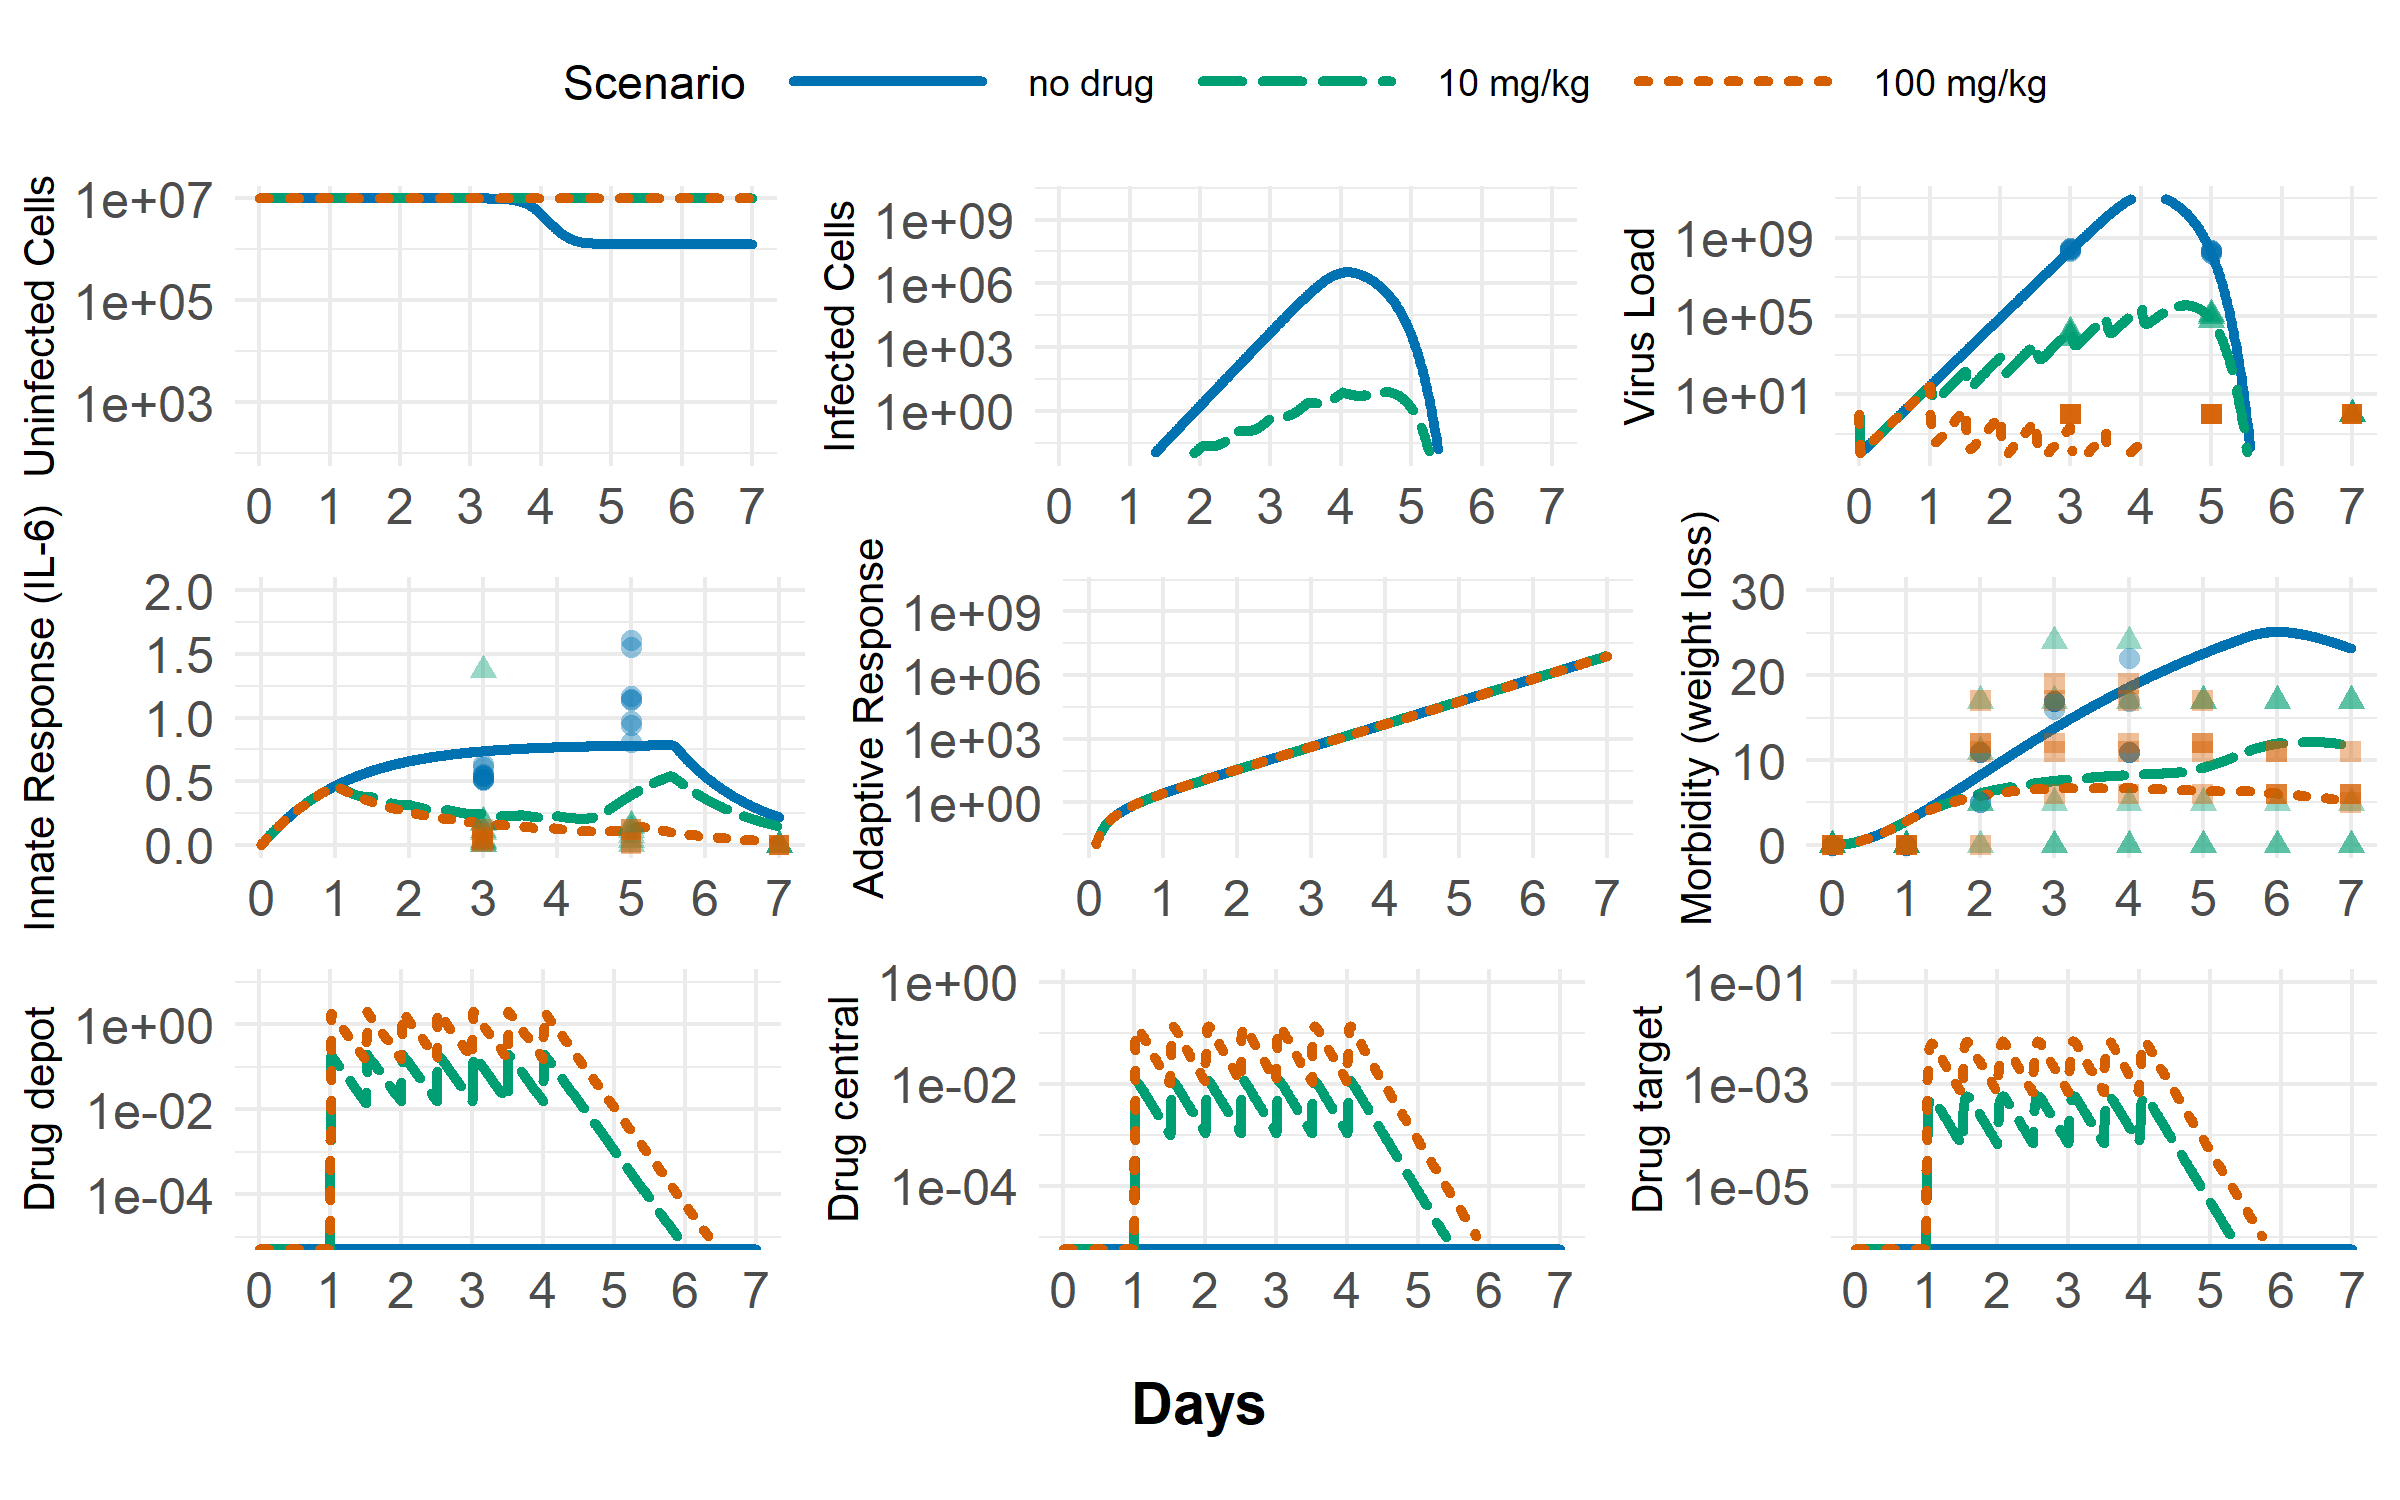 Scenario no drug 10 mg/kg 100 mg/kg
Uninfected Cells
1e+07
1e+05
1e+03
0 1 2 3 4 5 6 7
Infected Cells
1e+09
1e+06
1e+03
1e+00
0 1 2 3 4 5 6 7
Virus Load
1e+09
1e+05
1e+01
0 1 2 3 4 5 6 7
Innate Response (IL-6)
2.0
1.5
1.0
0.5
0.0
0 1 2 3 4 5 6 7
Adaptive Response
1e+09
1e+06
1e+03
1e+00
0 1 2 3 4 5 6 7
Morbidity (weight loss)
30
20
10
0
0 1 2 3 4 5 6 7
Drug depot
1e+00
1e-02
1e-04
0 1 2 3 4 5 6 7
Drug central
1e+00
1e-02
1e-04
0 1 2 3 4 5 6 7
Drug target
1e-01
1e-03
1e-05
0 1 2 3 4 5 6 7
Days